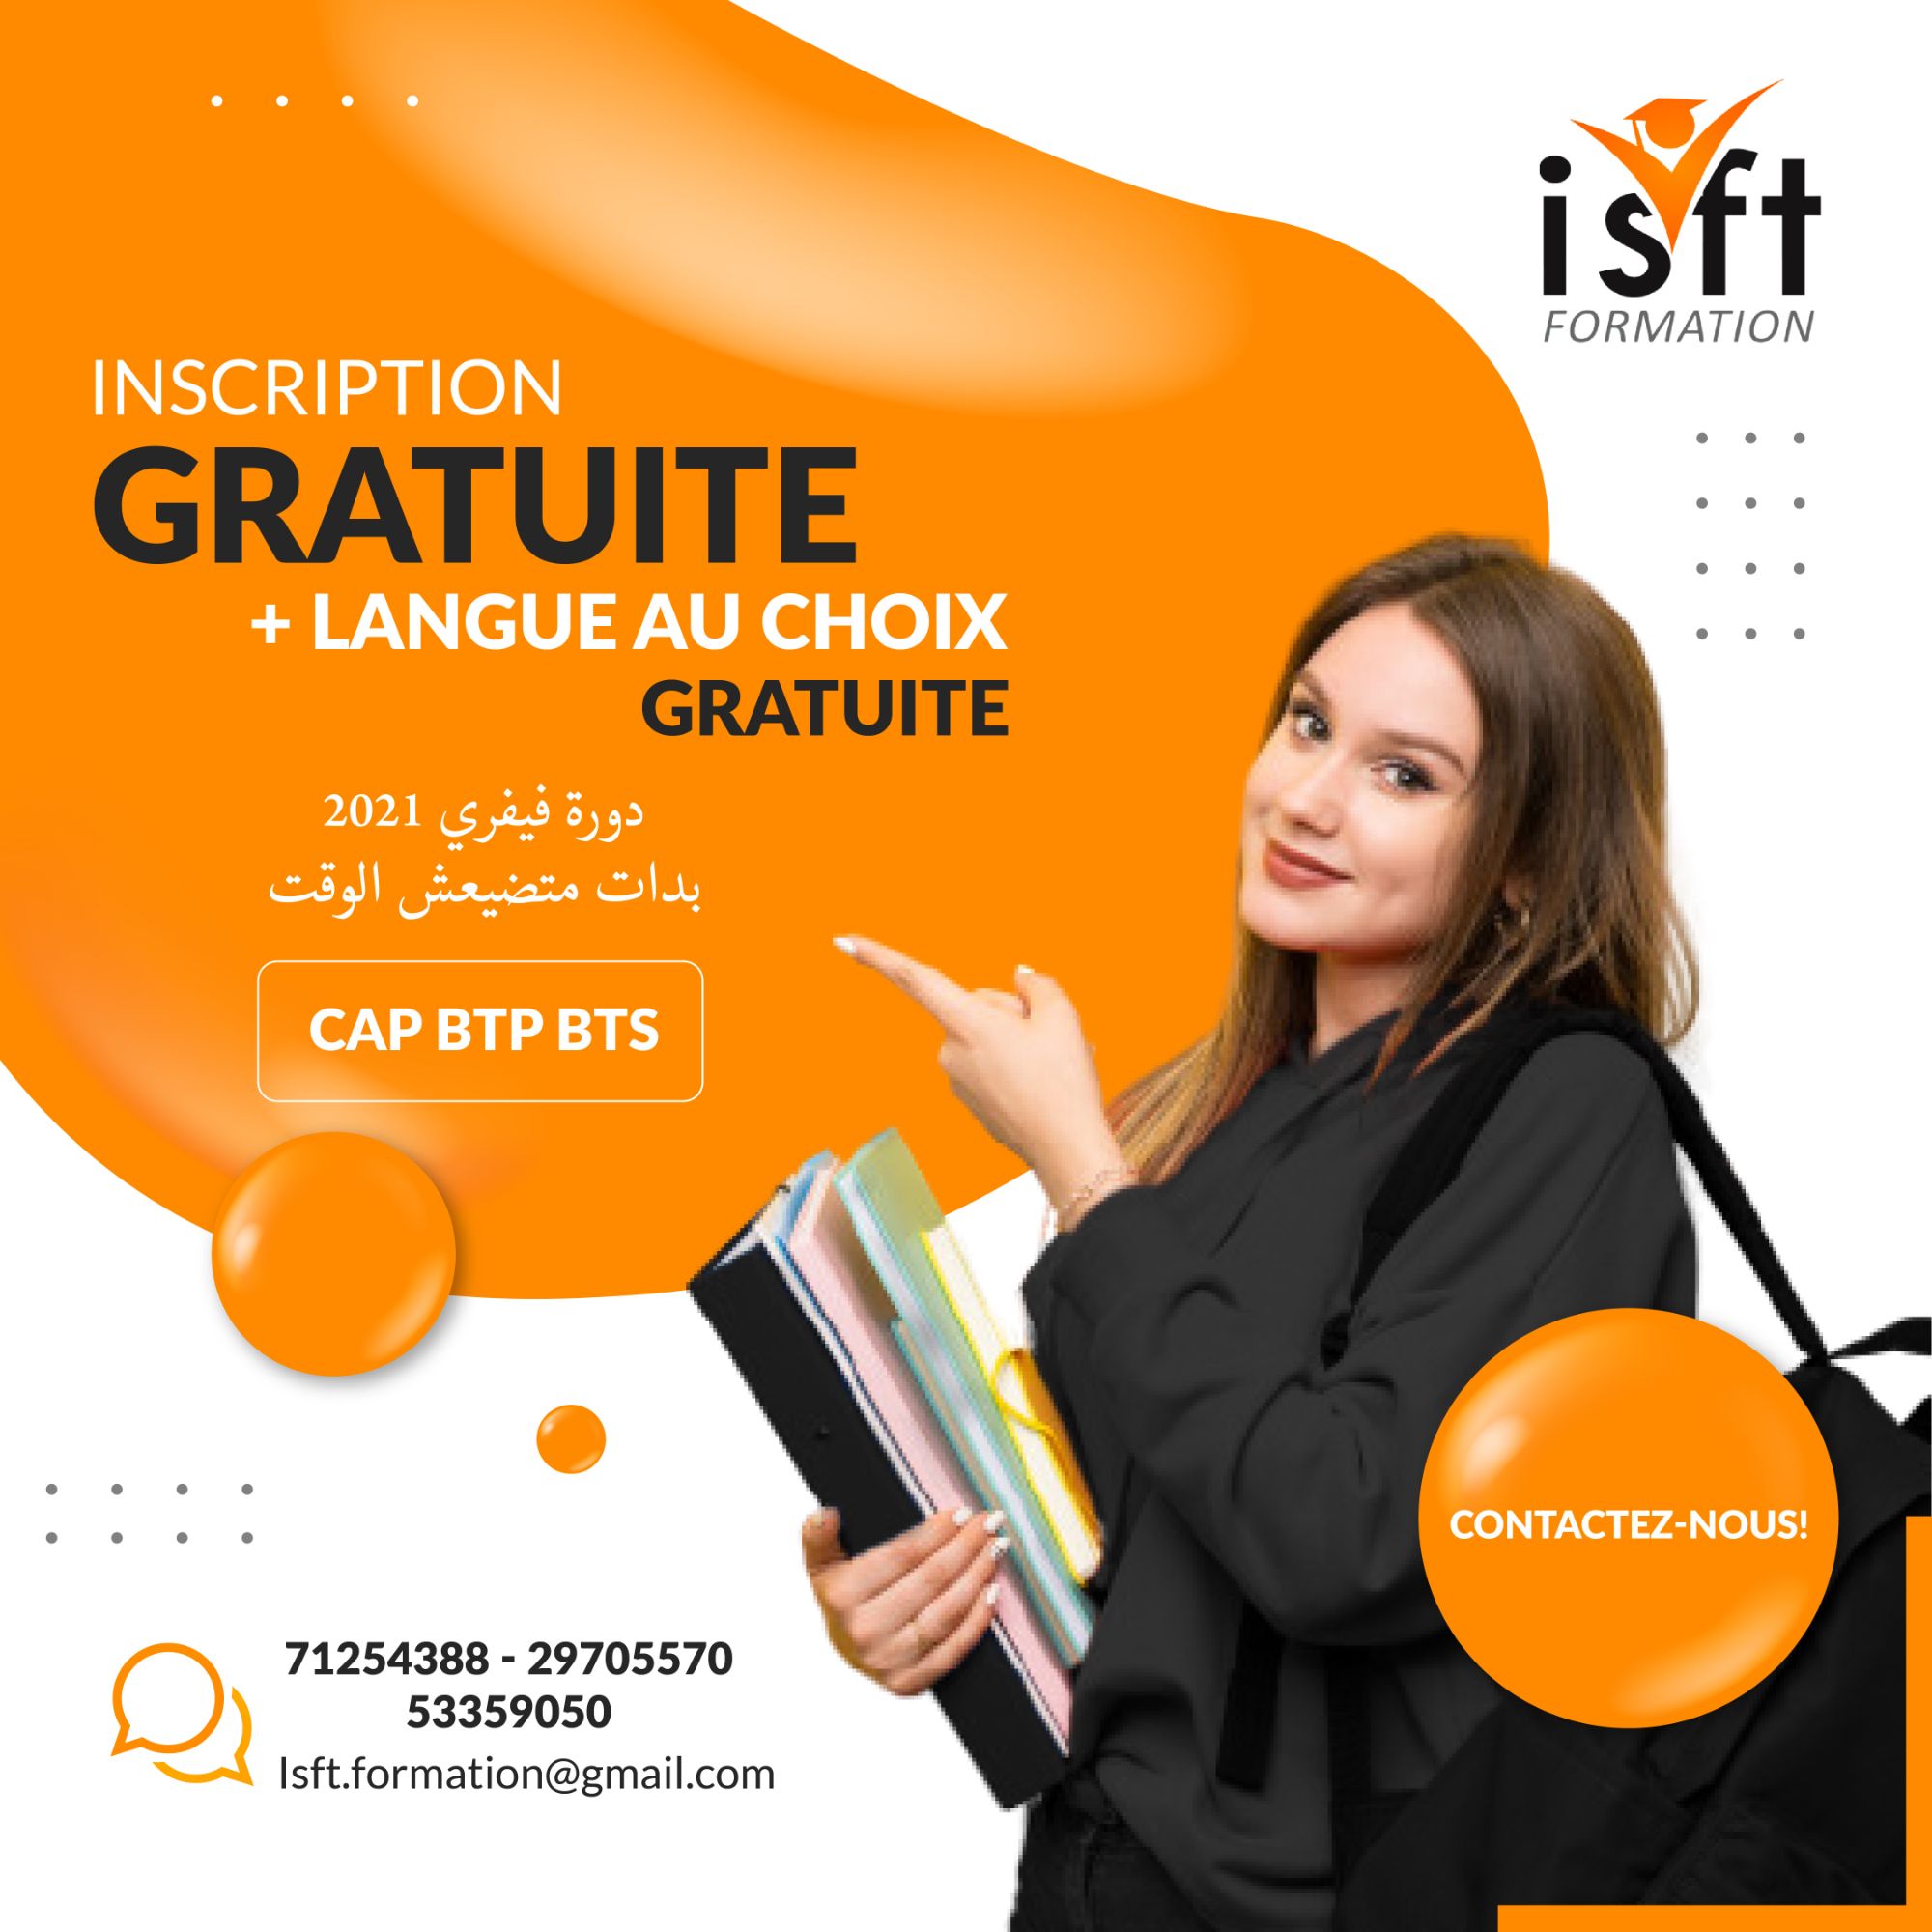 isft
FORMATION
INSCRIPTION
GRATUITE
+ LANGUE AU CHOIX
GRATUITE
دورة فيفري 2021
بدات متضيعش الوقت
CAP BTP BTS
CONTACTEZ-NOUS!
71254388 - 29705570
53359050
Isft.formation@gmail.com